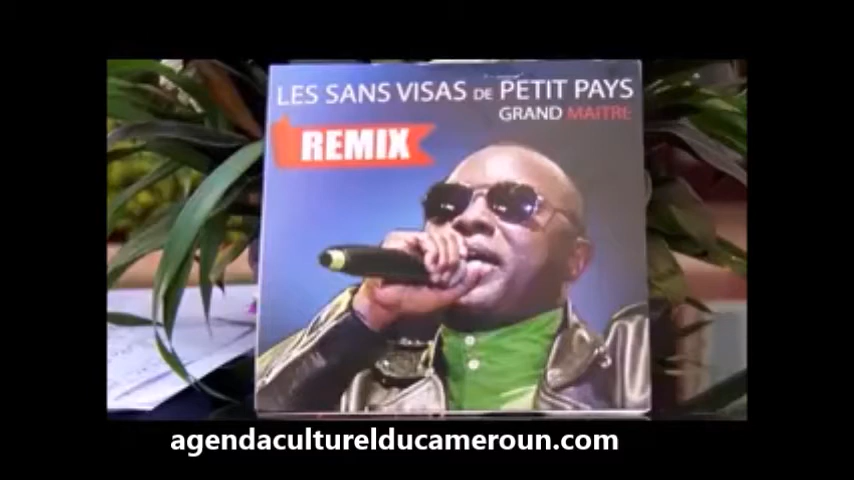 LES SANS VISAS DE PETIT PAYS
GRAND MAITRE
REMIX
agendaculturelducameroun.com